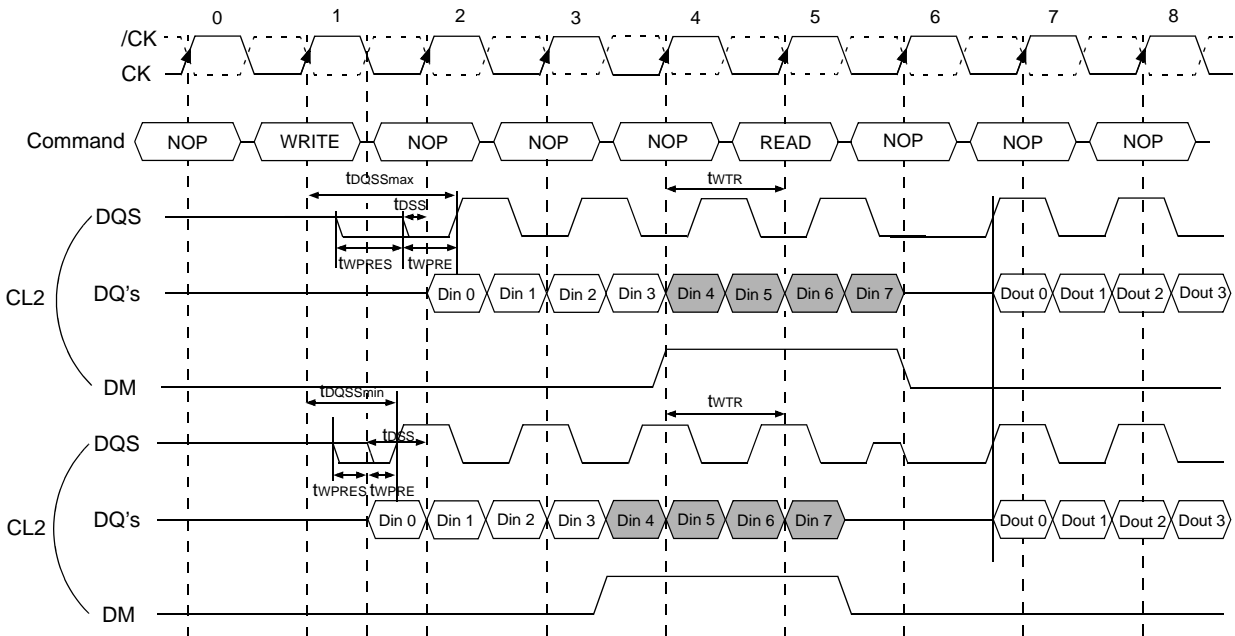 0 1 2 3 4 5 6 7 8
/CK
CK
Command NOP WRITE NOP NOP NOP READ NOP NOP NOP
tDQSSmax tWTR
tDSS
DQS
tWPRES tWPRE
CL2 DQ's Din 0 Din 1 Din 2 Din 3 Din 4 Din 5 Din 6 Din 7 Dout 0 Dout 1 Dout 2 Dout 3
DM
tDQSSmin tWTR
DQS tDSS
tWPRES tWPRE
CL2 DQ's Din 0 Din 1 Din 2 Din 3 Din 4 Din 5 Din 6 Din 7 Dout 0 Dout 1 Dout 2 Dout 3
DM